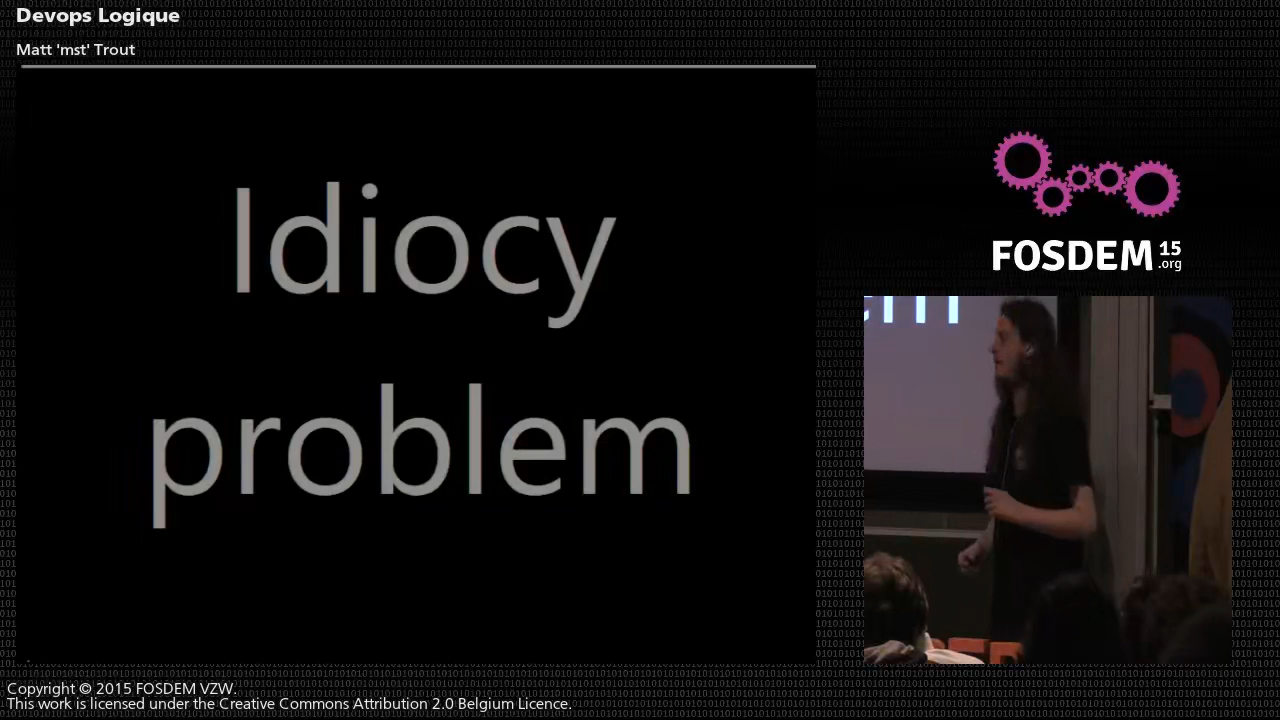 Devops Logique
Matt 'mst' Trout
Idiocy
problem
FOSDEM 15
.org
Copyright © 2015 FOSDEM VZW.
This work is licensed under the Creative Commons Attribution 2.0 Belgium Licence.